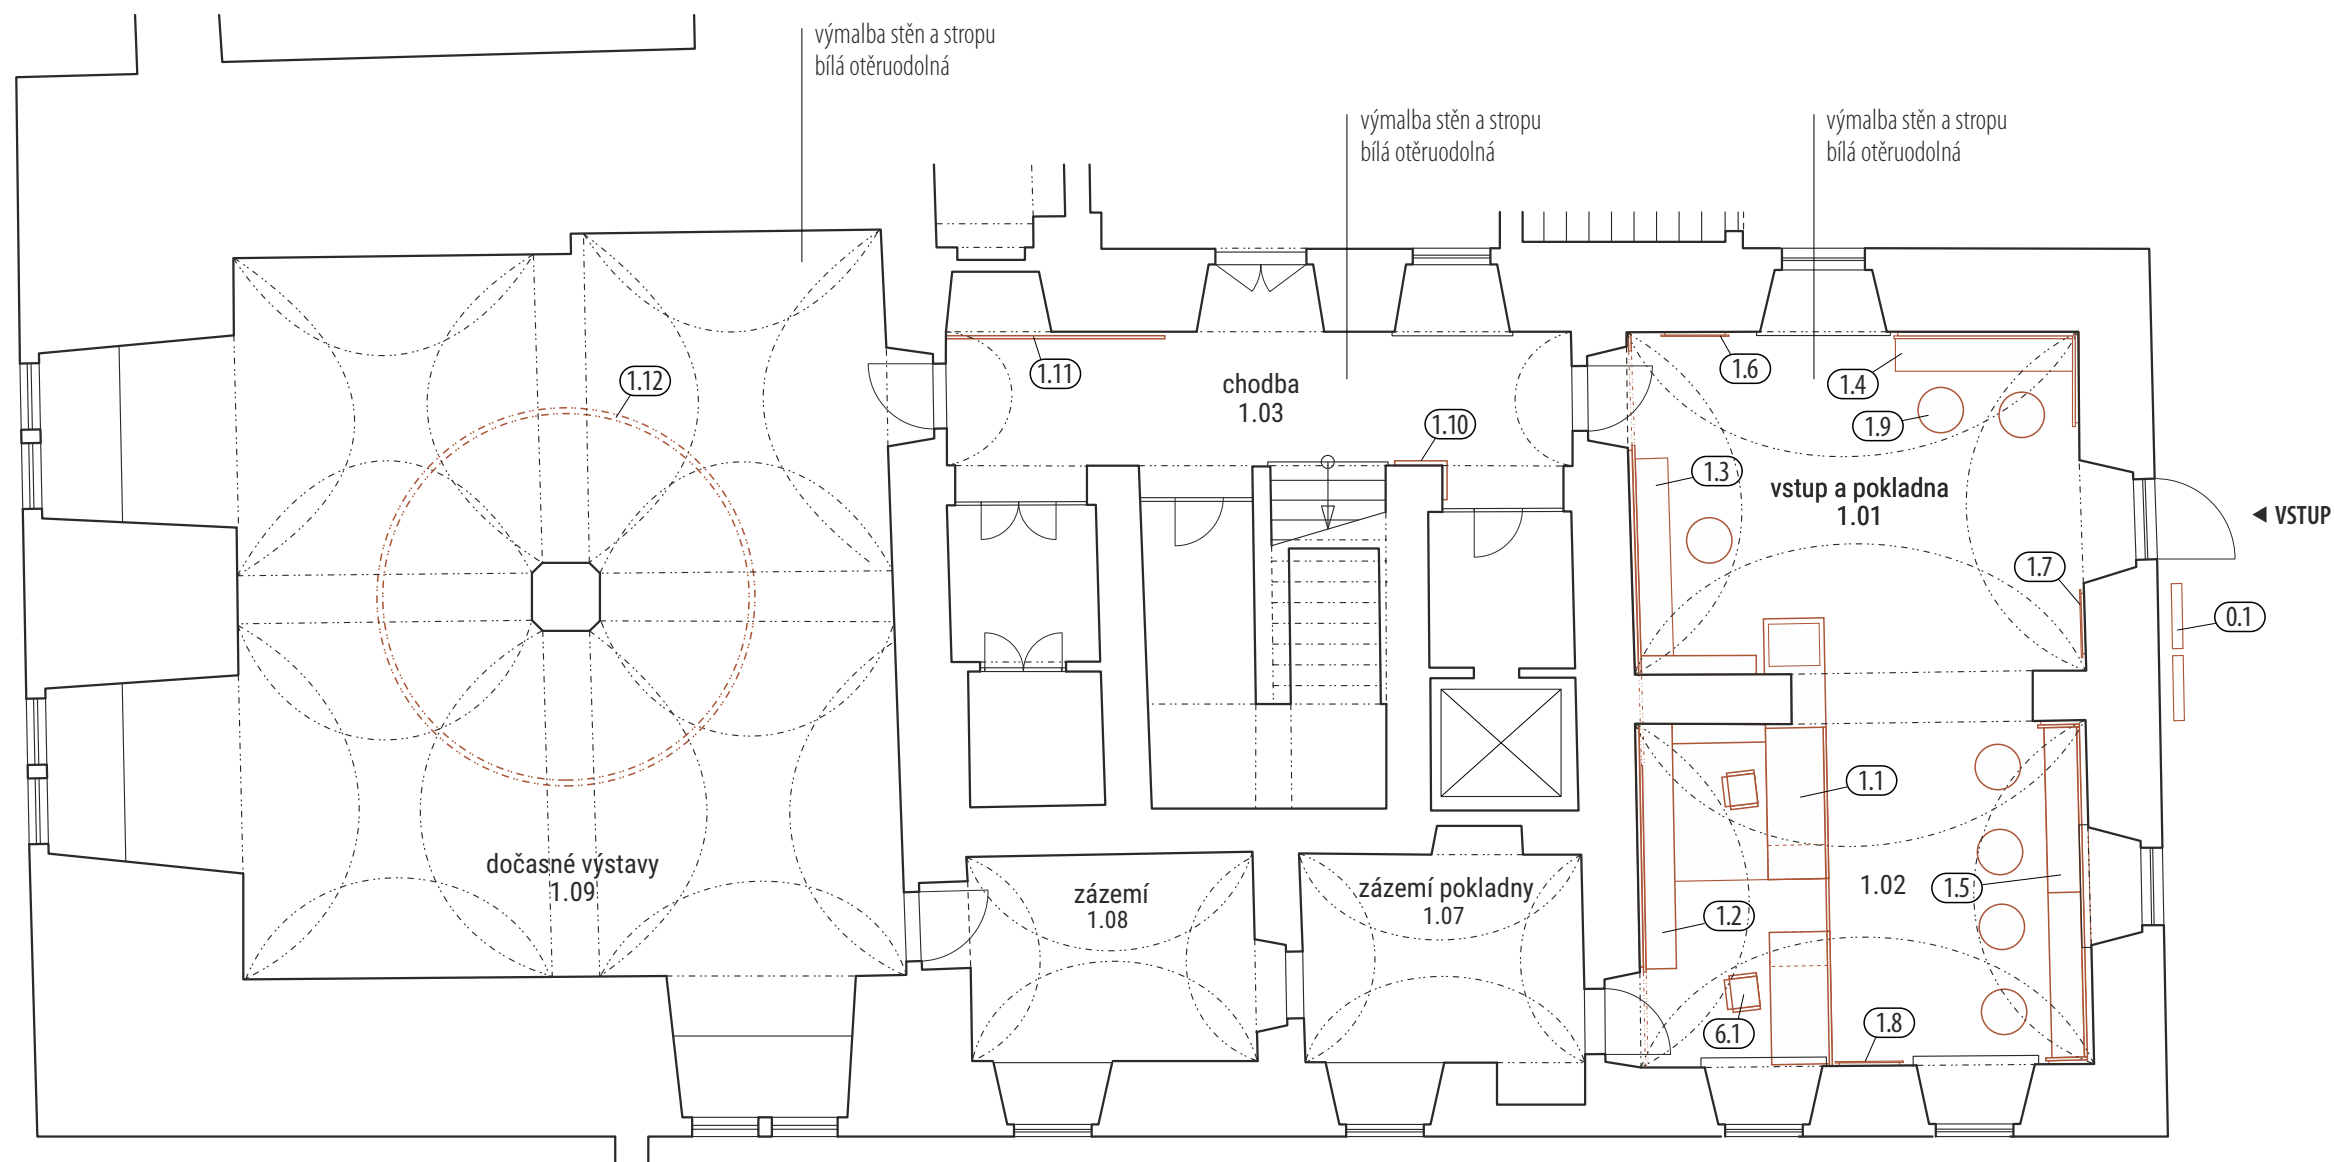 výmalba stěn a stropu
bílá otěruodolná
výmalba stěn a stropu
bílá otěruodolná
výmalba stěn a stropu
bílá otěruodolná
1.12
1.11
chodba
1.03
1.10
1.6
1.4
1.9
1.3
vstup a pokladna
1.01
VSTUP
1.7
0.1
1.1
dočasné výstavy
1.09
zázemí
1.08
zázemí pokladny
1.07
1.02
1.5
1.2
6.1
1.8